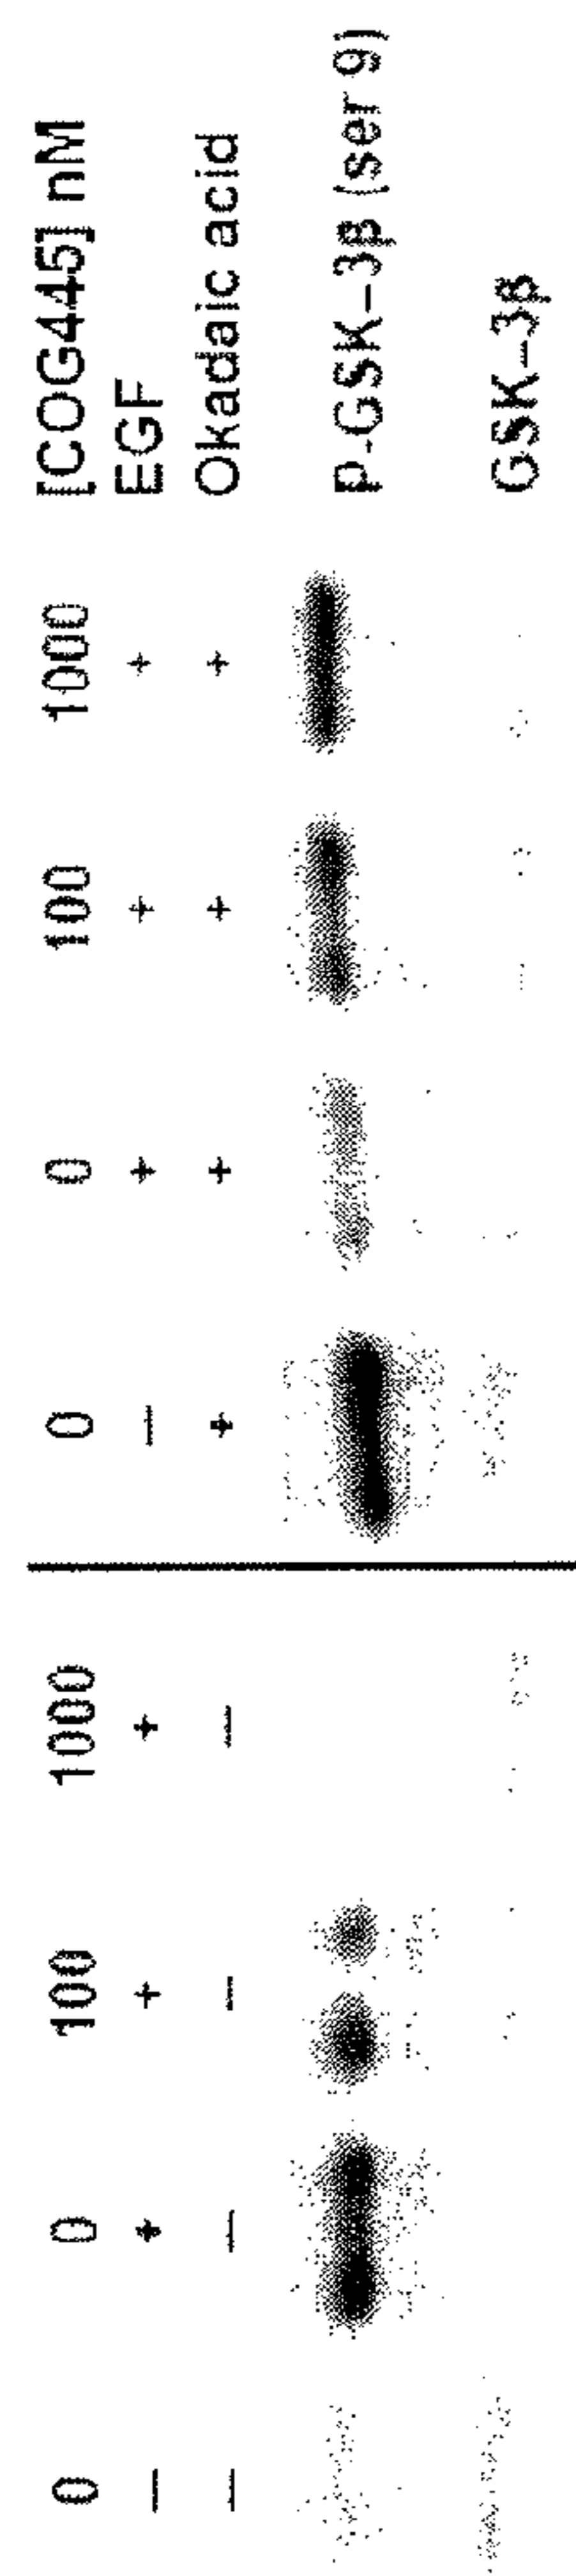 0 0 100 1000 0 0 100 1000 [COG445] nM
– + + + – + + + EGF
– – – – + + + + Okadaic acid
p-GSK-3β (ser 9)
GSK-3β